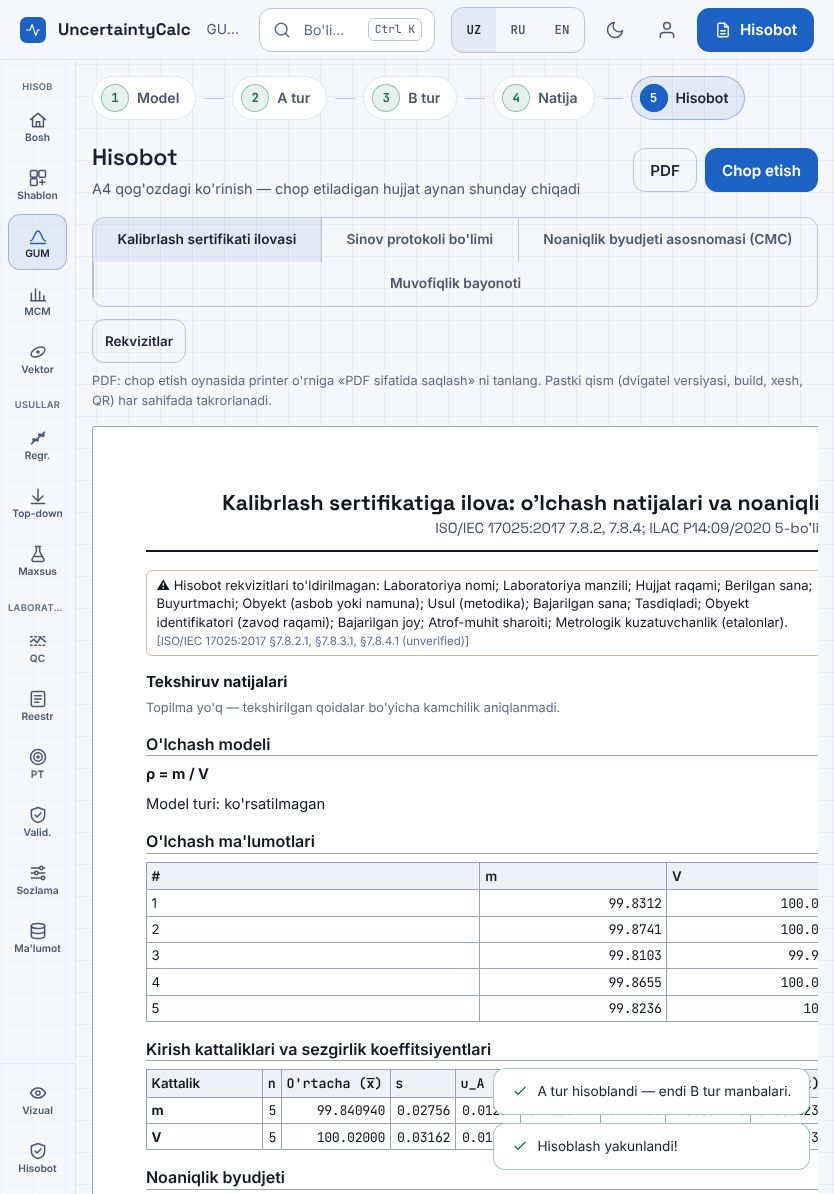 UncertaintyCalc GU... Bo'li... Ctrl K UZ RU EN Hisobot
HISOB
Bosh
Shablon
GUM
MCM
Vektor
USULLAR
Regr.
Top-down
Maxsus
LABORAT...
QC
Reestr
PT
Valid.
Sozlama
Ma'lumot
Vizual
Hisobot
1 Model 2 A tur 3 B tur 4 Natija 5 Hisobot
Hisobot
A4 qog'ozdagi ko'rinish — chop etiladigan hujjat aynan shunday chiqadi
PDF Chop etish
Kalibrlash sertifikati ilovasi Sinov protokoli bo'limi Noaniqlik byudjeti asosnomasi (CMC)
Muvofiqlik bayonoti
Rekvizitlar
PDF: chop etish oynasida printer o'rniga «PDF sifatida saqlash» ni tanlang. Pastki qism (dvigatel versiyasi, build, xesh,
QR) har sahifada takrorlanadi.
Kalibrlash sertifikatiga ilova: o’lchash natijalari va noaniqli
ISO/IEC 17025:2017 7.8.2, 7.8.4; ILAC P14:09/2020 5-bo’li
⚠ Hisobot rekvizitlari to'ldirilmagan: Laboratoriya nomi; Laboratoriya manzili; Hujjat raqami; Berilgan sana;
Buyurtmachi; Obyekt (asbob yoki namuna); Usul (metodika); Bajarilgan sana; Tasdiqladi; Obyekt
identifikatori (zavod raqami); Bajarilgan joy; Atrof-muhit sharoiti; Metrologik kuzatuvchanlik (etalonlar).
[ISO/IEC 17025:2017 §7.8.2.1, §7.8.3.1, §7.8.4.1 (unverified)]
Tekshiruv natijalari
Topilma yo'q — tekshirilgan qoidalar bo'yicha kamchilik aniqlanmadi.
O'lchash modeli
ρ = m / V
Model turi: ko'rsatilmagan
O'lchash ma'lumotlari
# m V
1 99.8312 100.0
2 99.8741 100.0
3 99.8103 99.9
4 99.8655 100.0
5 99.8236 10
Kirish kattaliklari va sezgirlik koeffitsiyentlari
Kattalik n O'rtacha (x̅) s u_A
m 5 99.840940 0.02756 0.012
V 5 100.02000 0.03162 0.01
A tur hisoblandi — endi B tur manbalari.
Hisoblash yakunlandi!
Noaniqlik byudjeti